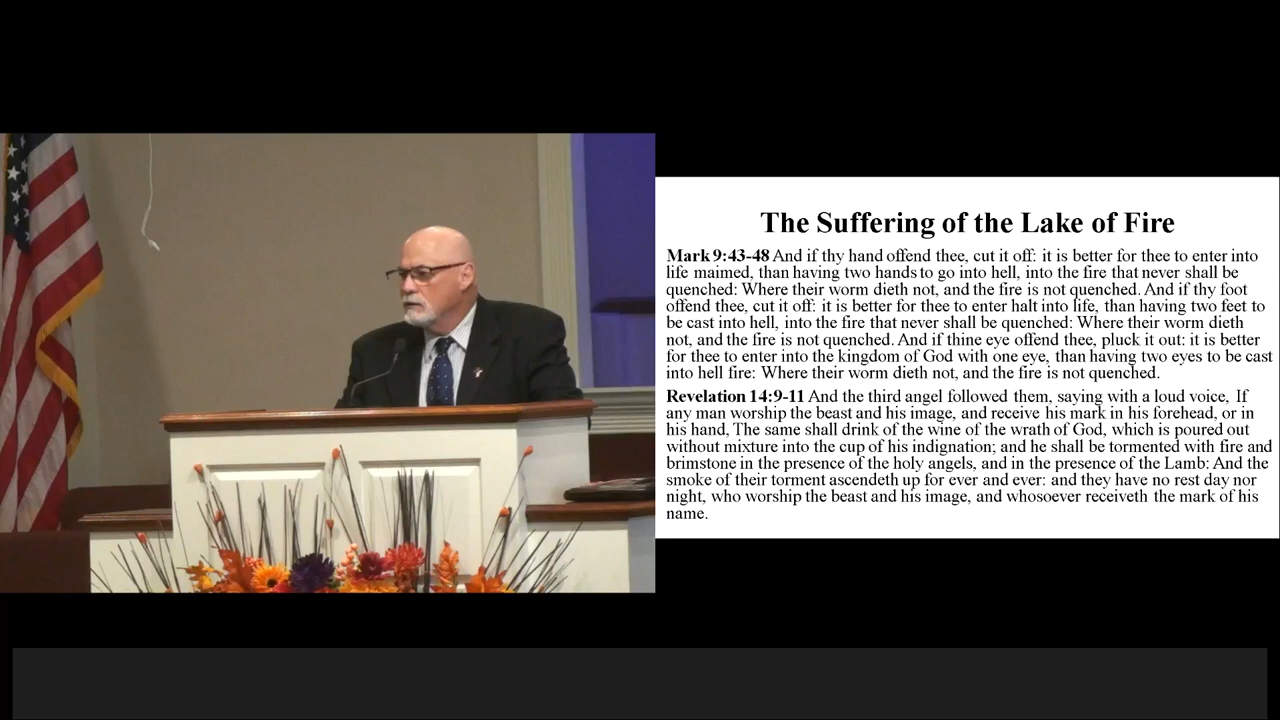 The Suffering of the Lake of Fire
Mark 9:43-48 And if thy hand offend thee, cut it off: it is better for thee to enter into
life maimed, than having two hands to go into hell, into the fire that never shall be
quenched: Where their worm dieth not, and the fire is not quenched. And if thy foot
offend thee, cut it off: it is better for thee to enter halt into life, than having two feet to
be cast into hell, into the fire that never shall be quenched: Where their worm dieth
not, and the fire is not quenched. And if thine eye offend thee, pluck it out: it is better
for thee to enter into the kingdom of God with one eye, than having two eyes to be cast
into hell fire: Where their worm dieth not, and the fire is not quenched.
Revelation 14:9-11 And the third angel followed them, saying with a loud voice, If
any man worship the beast and his image, and receive his mark in his forehead, or in
his hand, The same shall drink of the wine of the wrath of God, which is poured out
without mixture into the cup of his indignation; and he shall be tormented with fire and
brimstone in the presence of the holy angels, and in the presence of the Lamb: And the
smoke of their torment ascendeth up for ever and ever: and they have no rest day nor
night, who worship the beast and his image, and whosoever receiveth the mark of his
name.